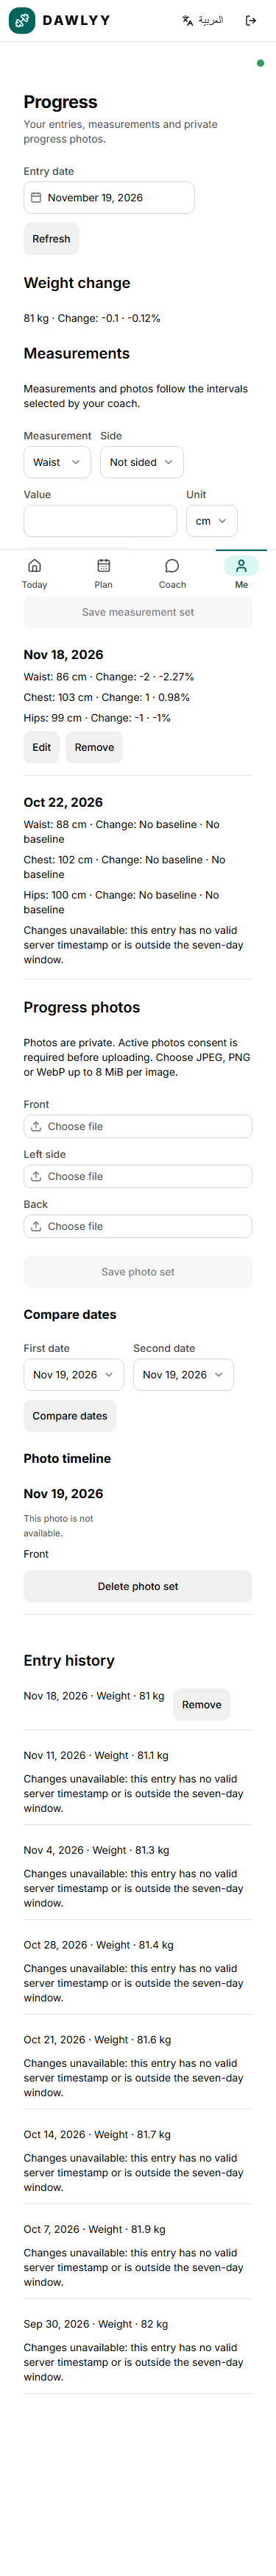 DAWLYY
العربية
Progress
Your entries, measurements and private
progress photos.
Entry date
November 19, 2026
Refresh
Weight change
81 kg · Change: -0.1 · -0.12%
Measurements
Measurements and photos follow the intervals
selected by your coach.
Measurement Side
Waist Not sided
Value Unit
cm
Today Plan Coach Me
Save measurement set
Nov 18, 2026
Waist: 86 cm · Change: -2 · -2.27%
Chest: 103 cm · Change: 1 · 0.98%
Hips: 99 cm · Change: -1 · -1%
Edit Remove
Oct 22, 2026
Waist: 88 cm · Change: No baseline · No
baseline
Chest: 102 cm · Change: No baseline · No
baseline
Hips: 100 cm · Change: No baseline · No
baseline
Changes unavailable: this entry has no valid
server timestamp or is outside the seven-day
window.
Progress photos
Photos are private. Active photos consent is
required before uploading. Choose JPEG, PNG
or WebP up to 8 MiB per image.
Front
Choose file
Left side
Choose file
Back
Choose file
Save photo set
Compare dates
First date Second date
Nov 19, 2026 Nov 19, 2026
Compare dates
Photo timeline
Nov 19, 2026
This photo is not
available.
Front
Delete photo set
Entry history
Nov 18, 2026 · Weight · 81 kg Remove
Nov 11, 2026 · Weight · 81.1 kg
Changes unavailable: this entry has no valid
server timestamp or is outside the seven-day
window.
Nov 4, 2026 · Weight · 81.3 kg
Changes unavailable: this entry has no valid
server timestamp or is outside the seven-day
window.
Oct 28, 2026 · Weight · 81.4 kg
Changes unavailable: this entry has no valid
server timestamp or is outside the seven-day
window.
Oct 21, 2026 · Weight · 81.6 kg
Changes unavailable: this entry has no valid
server timestamp or is outside the seven-day
window.
Oct 14, 2026 · Weight · 81.7 kg
Changes unavailable: this entry has no valid
server timestamp or is outside the seven-day
window.
Oct 7, 2026 · Weight · 81.9 kg
Changes unavailable: this entry has no valid
server timestamp or is outside the seven-day
window.
Sep 30, 2026 · Weight · 82 kg
Changes unavailable: this entry has no valid
server timestamp or is outside the seven-day
window.